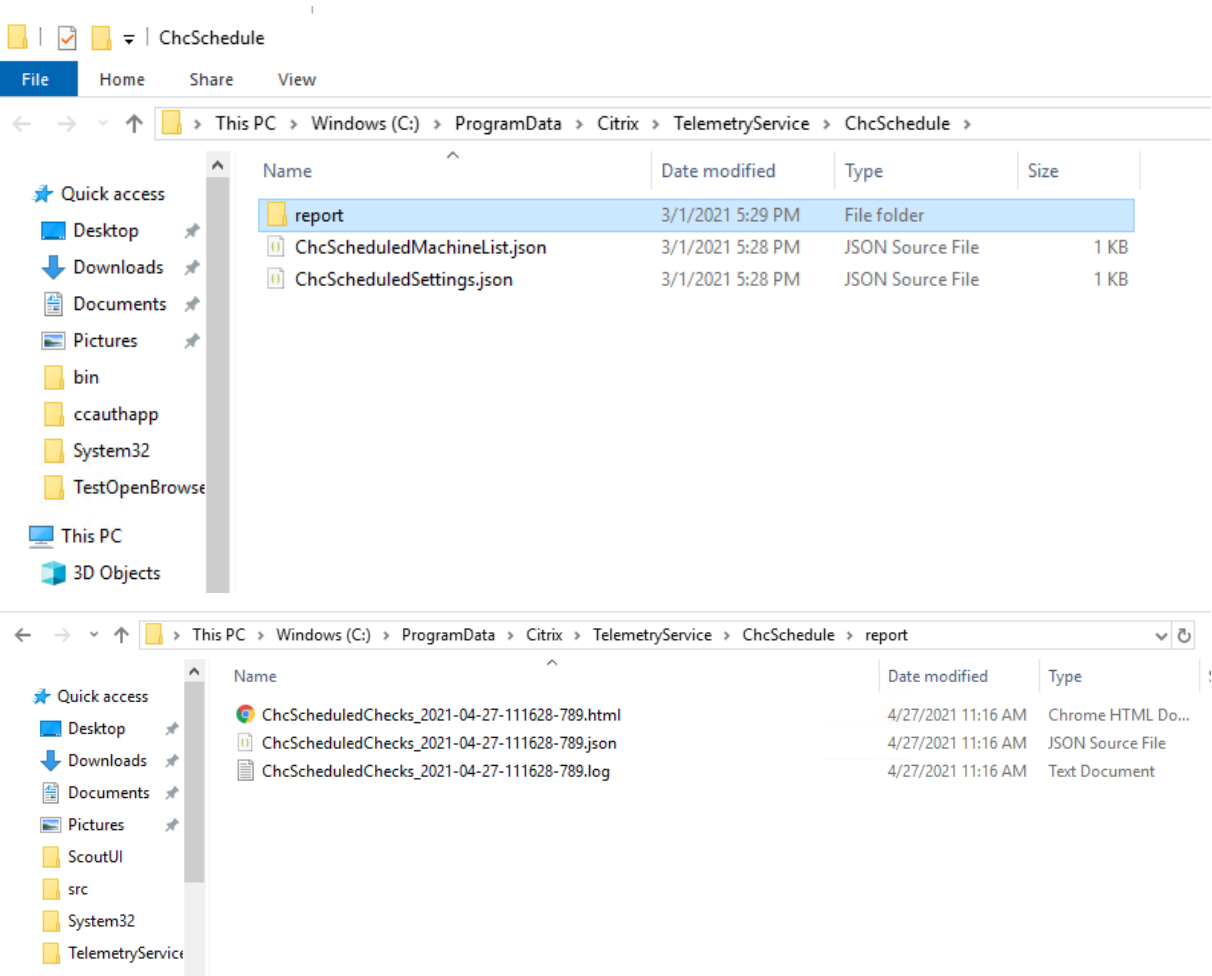 ChcSchedule
File Home Share View
This PC > Windows (C:) > ProgramData > Citrix > TelemetryService > ChcSchedule >
Name Date modified Type Size
Quick access
Desktop
Downloads
Documents
Pictures
bin
ccauthapp
System32
TestOpenBrowse
This PC
3D Objects
report 3/1/2021 5:29 PM File folder
ChcScheduledMachineList.json 3/1/2021 5:28 PM JSON Source File 1 KB
ChcScheduledSettings.json 3/1/2021 5:28 PM JSON Source File 1 KB
This PC > Windows (C:) > ProgramData > Citrix > TelemetryService > ChcSchedule > report
Name Date modified Type
Quick access
Desktop
Downloads
Documents
Pictures
ScoutUI
src
System32
TelemetryService
ChcScheduledChecks_2021-04-27-111628-789.html 4/27/2021 11:16 AM Chrome HTML Do...
ChcScheduledChecks_2021-04-27-111628-789.json 4/27/2021 11:16 AM JSON Source File
ChcScheduledChecks_2021-04-27-111628-789.log 4/27/2021 11:16 AM Text Document